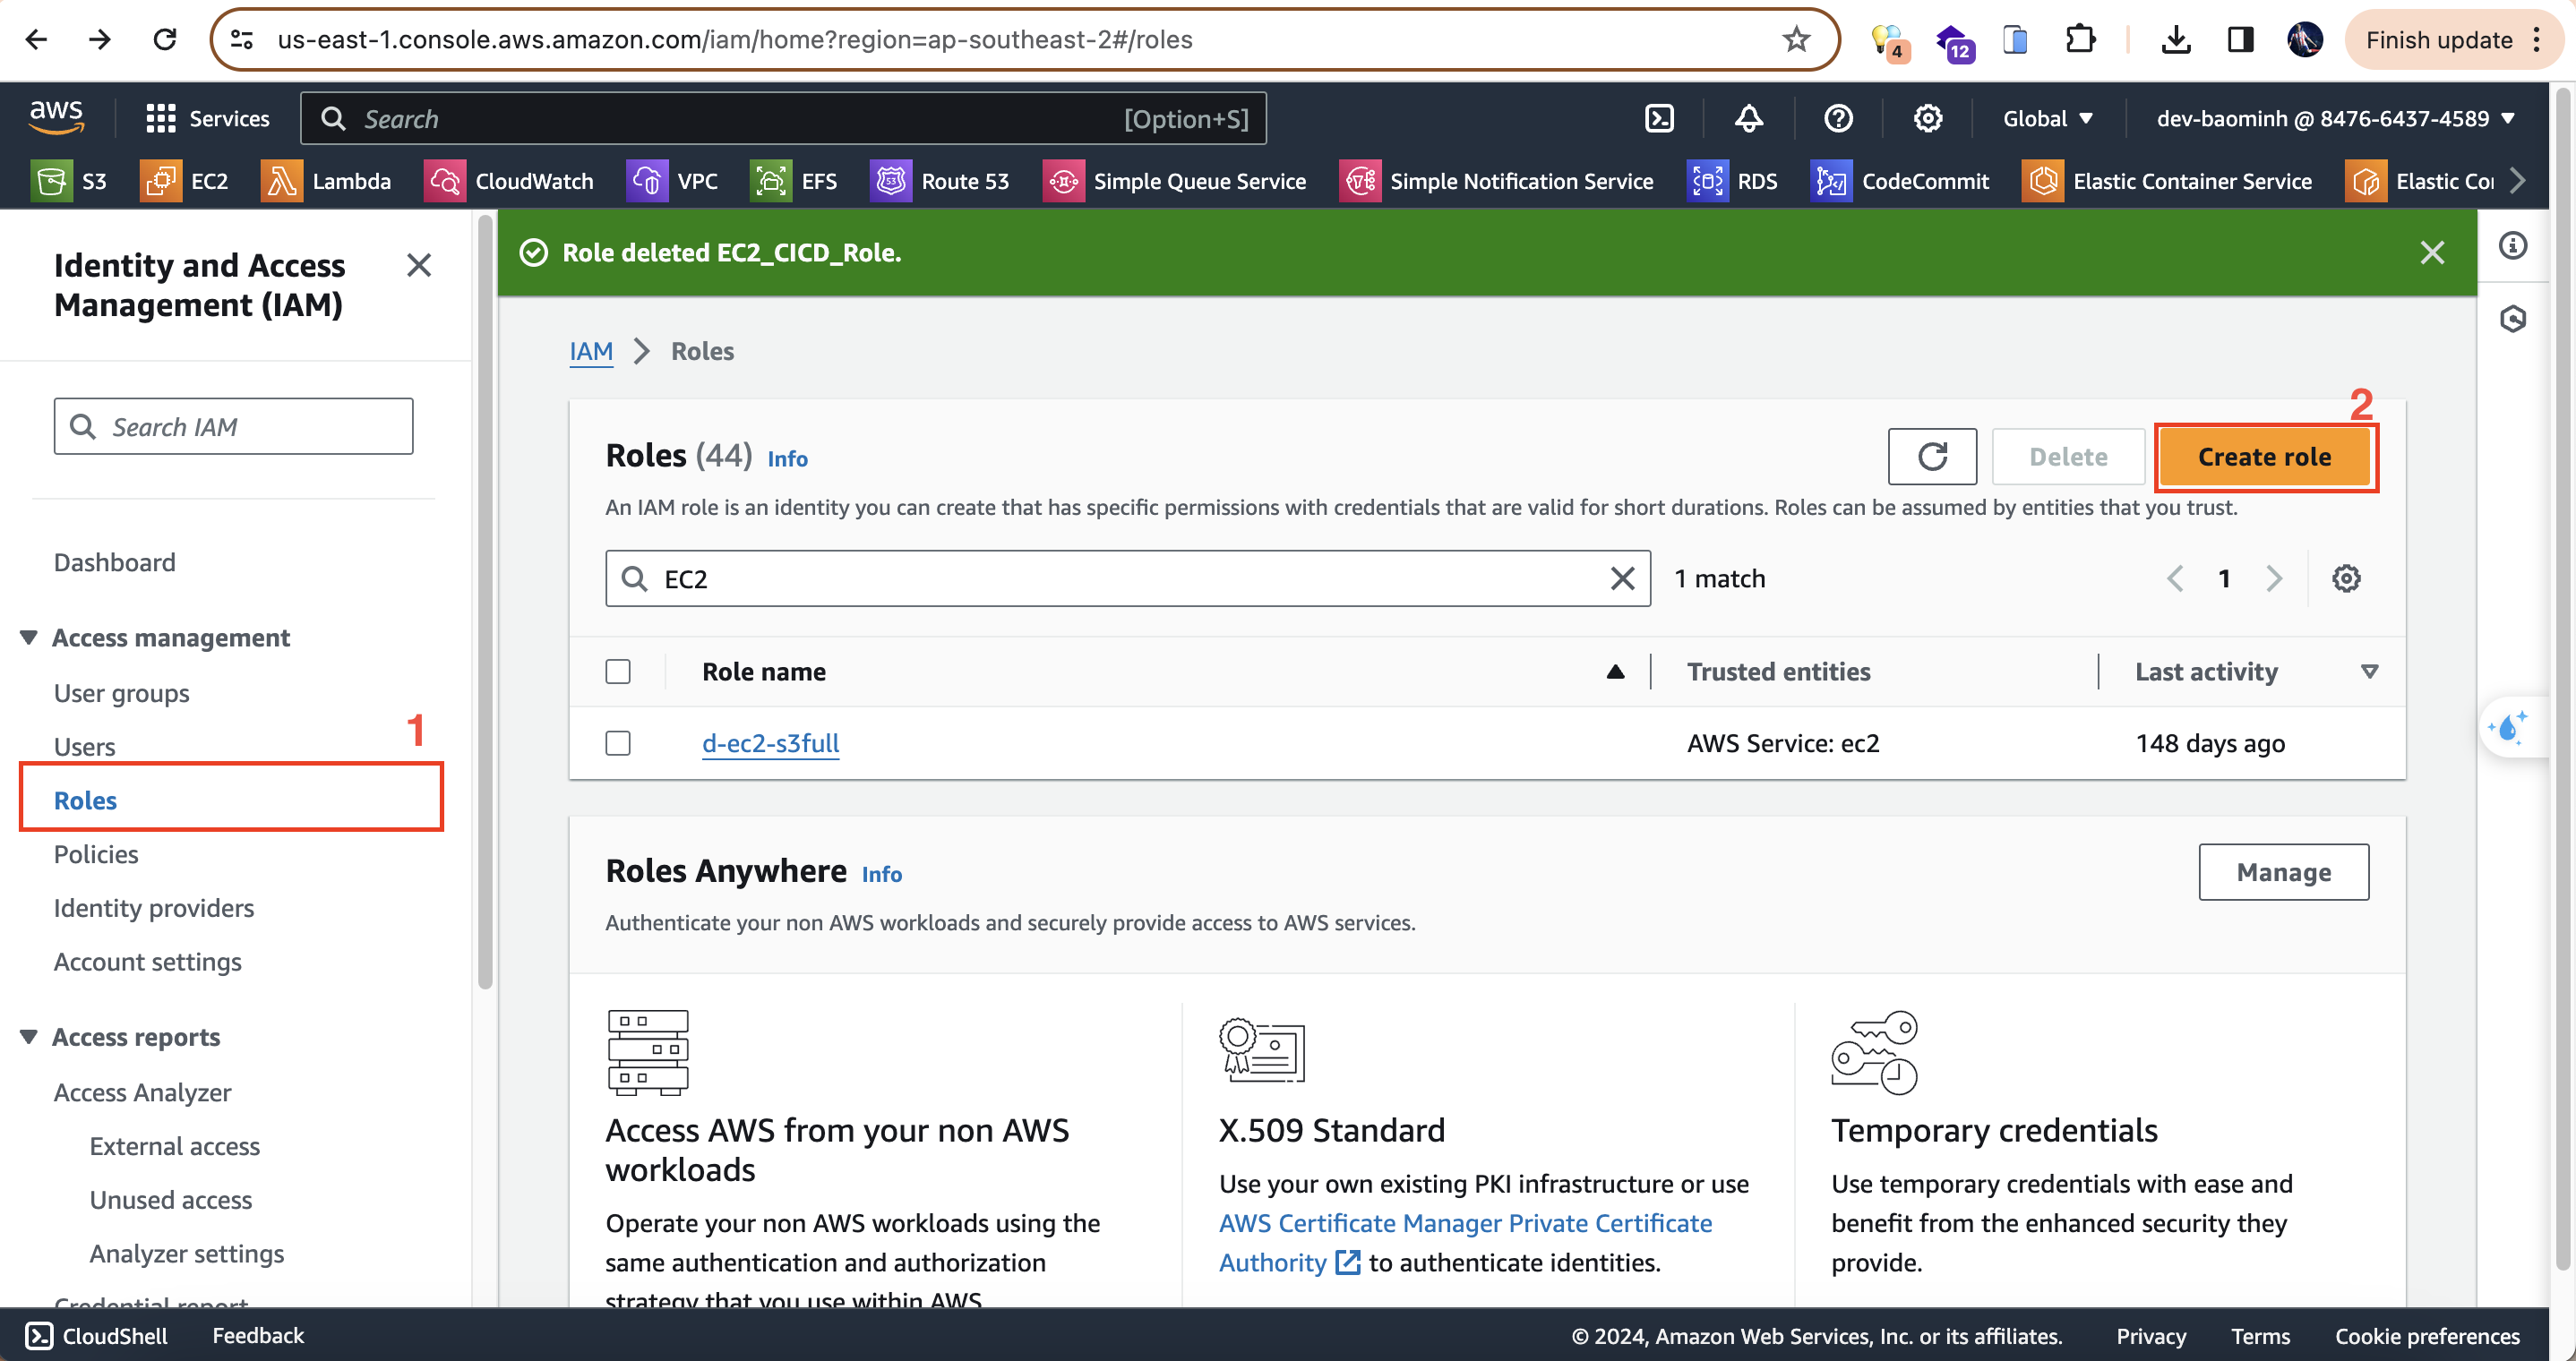 us-east-1.console.aws.amazon.com/iam/home?region=ap-southeast-2#/roles
4
12
Finish update
aws
Services
Search
[Option+S]
Global
dev-baominh @ 8476-6437-4589
S3
EC2
Lambda
CloudWatch
VPC
EFS
53
Route 53
Simple Queue Service
Simple Notification Service
RDS
CodeCommit
Elastic Container Service
Elastic Co
Identity and Access
Management (IAM)
Search IAM
Dashboard
Access management
User groups
Users
1
Roles
Policies
Identity providers
Account settings
Access reports
Access Analyzer
External access
Unused access
Analyzer settings
Credential report
Role deleted EC2_CICD_Role.
IAM
Roles
2
Roles (44) Info
Delete
Create role
An IAM role is an identity you can create that has specific permissions with credentials that are valid for short durations. Roles can be assumed by entities that you trust.
EC2
1 match
1
Role name
Trusted entities
Last activity
d-ec2-s3full
AWS Service: ec2
148 days ago
Roles Anywhere Info
Manage
Authenticate your non AWS workloads and securely provide access to AWS services.
Access AWS from your non AWS
workloads
Operate your non AWS workloads using the
same authentication and authorization
strategy that you use within AWS
X.509 Standard
Use your own existing PKI infrastructure or use
AWS Certificate Manager Private Certificate
Authority to authenticate identities.
Temporary credentials
Use temporary credentials with ease and
benefit from the enhanced security they
provide.
CloudShell
Feedback
© 2024, Amazon Web Services, Inc. or its affiliates.
Privacy
Terms
Cookie preferences